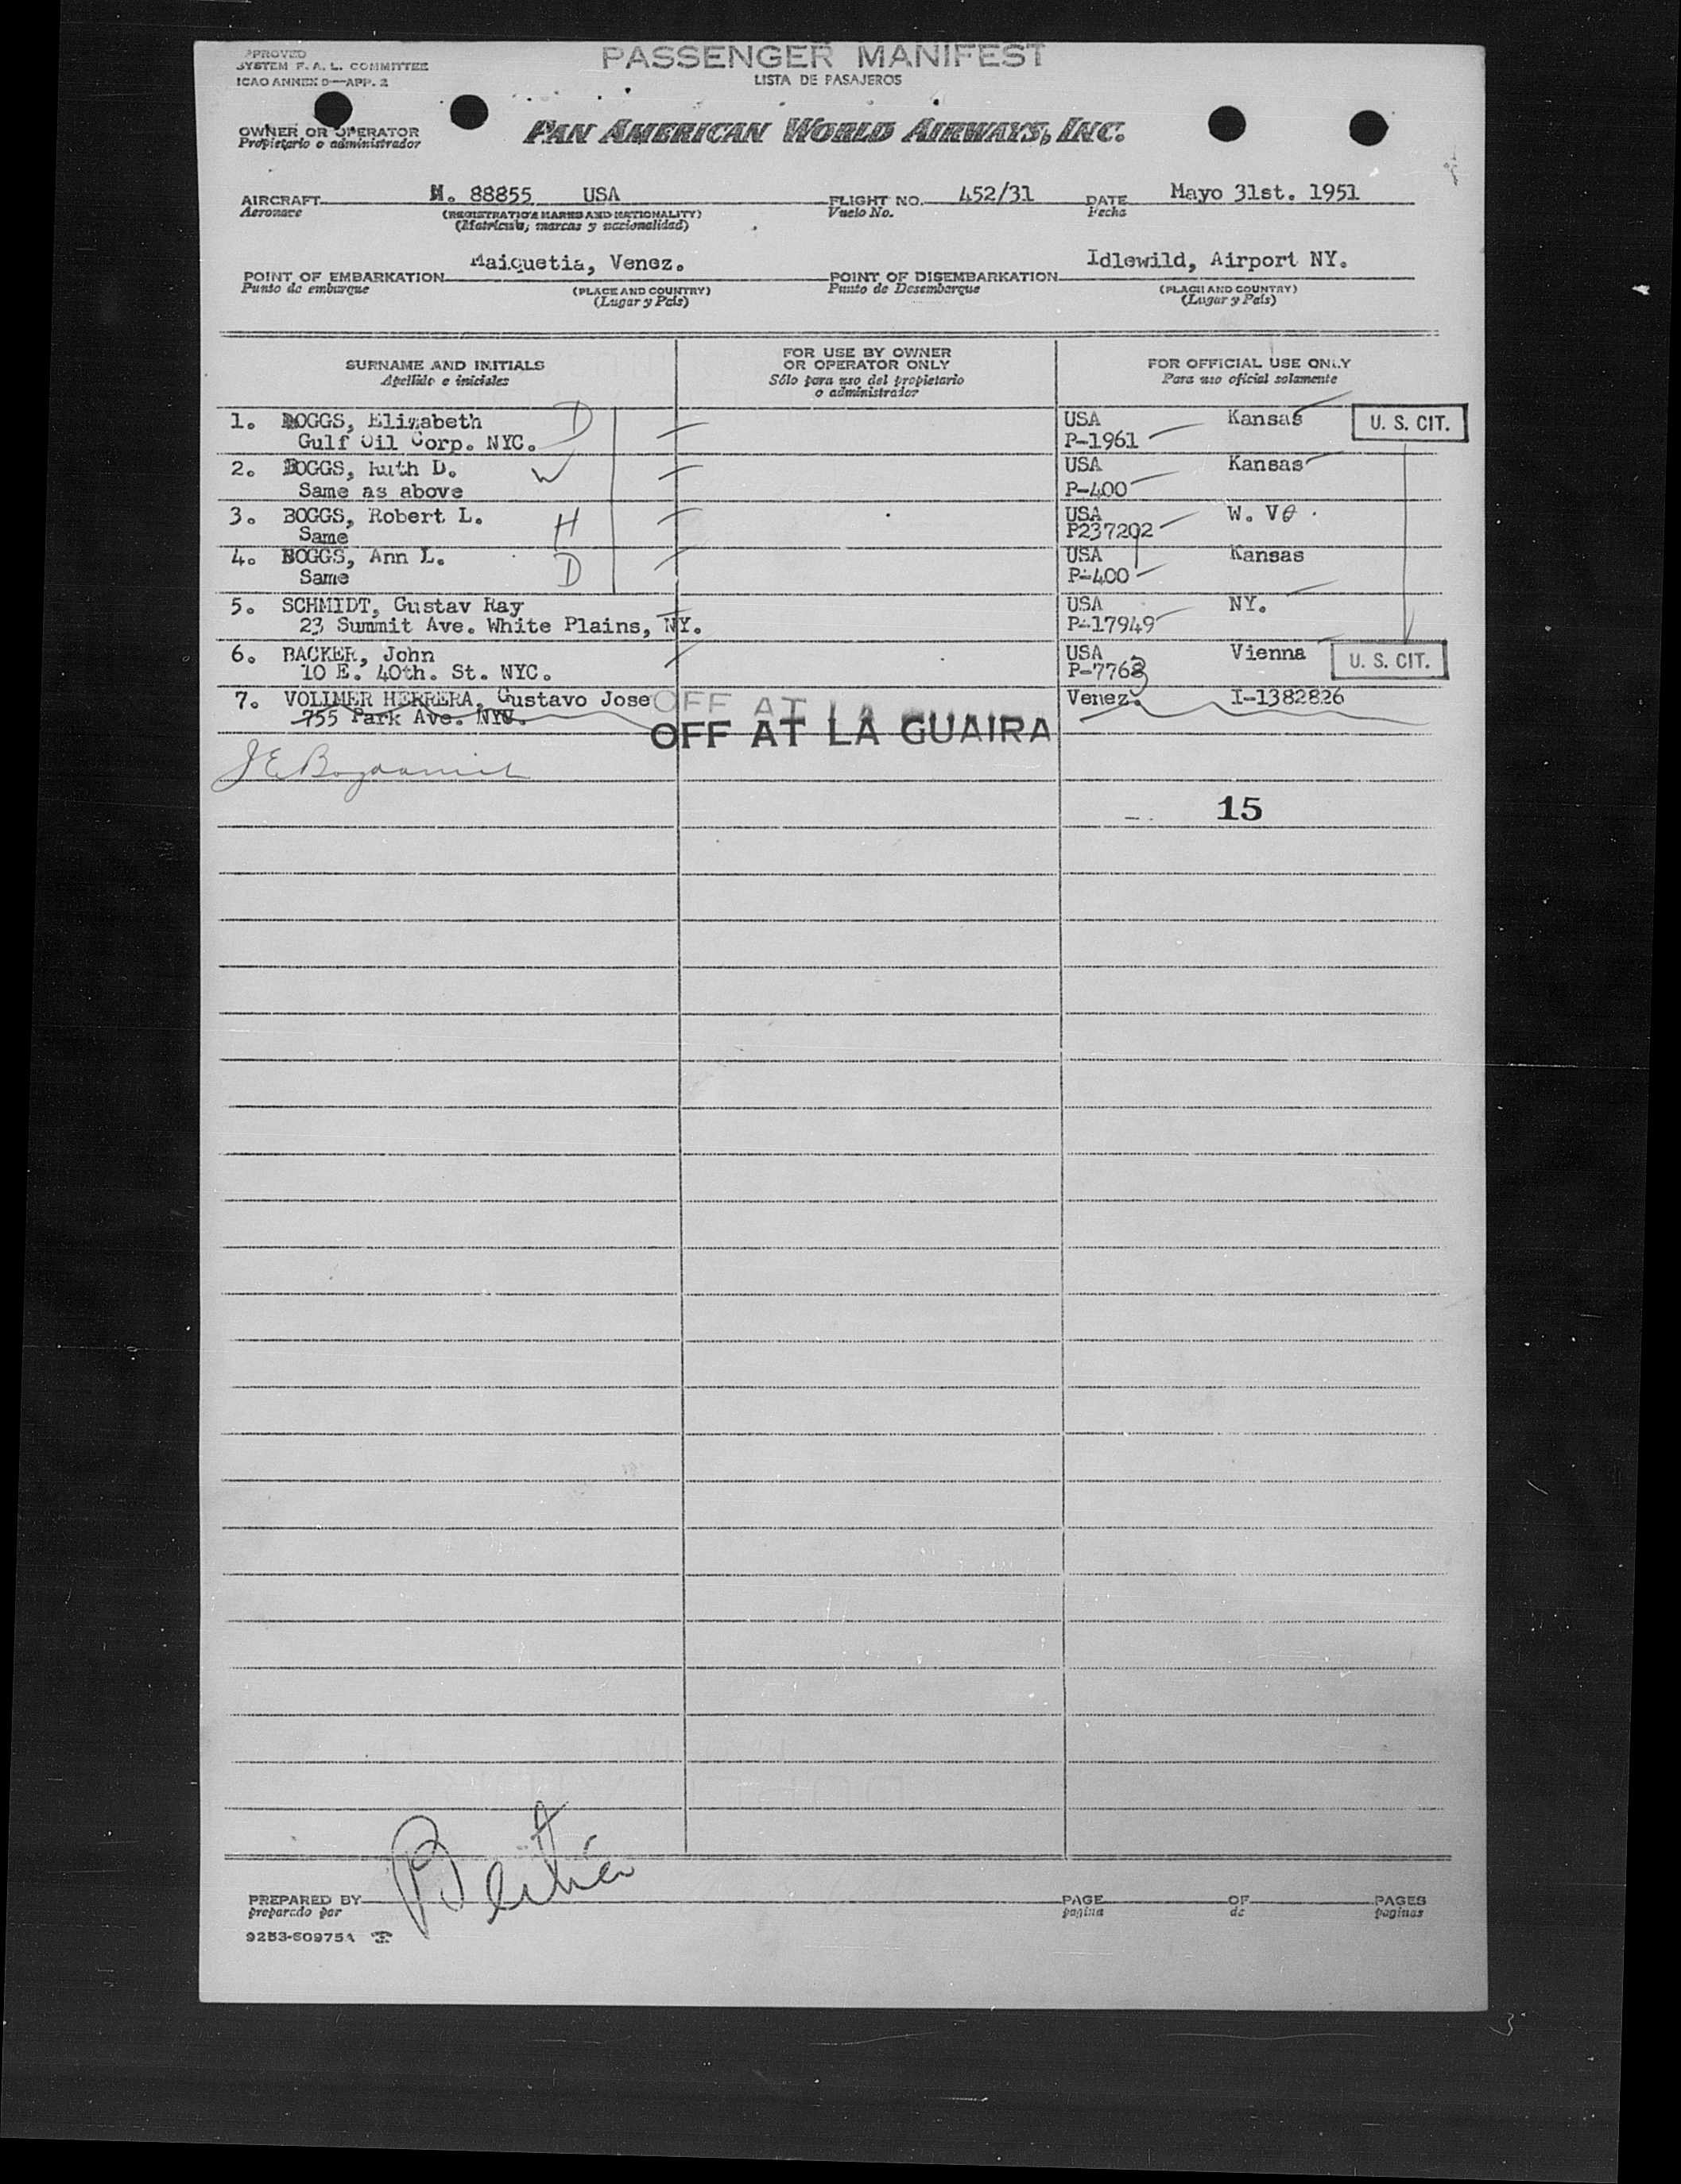 APPROVED
SYSTEM F. A. L. COMMITTEE
ICAO ANNEX 9—APP. 2
PASSENGER MANIFEST
LISTA DE PASAJEROS
OWNER OR OPERATOR
Propietario o administrador
PAN AMERICAN WORLD AIRWAYS, INC.
AIRCRAFT N. 88855 USA FLIGHT NO. 452/31 DATE Mayo 31st. 1951
Aeronave (REGISTRATION MARKS AND NATIONALITY) Vuelo No. Fecha
(Matricula, marcas y nacionalidad)
POINT OF EMBARKATION Maiquetia, Venez. POINT OF DISEMBARKATION Idlewild, Airport NY.
Punto de embarque (PLACE AND COUNTRY) Punto de Desembarque (PLACE AND COUNTRY)
(Lugar y País) (Lugar y País)
SURNAME AND INITIALS
Apellido e iniciales
FOR USE BY OWNER
OR OPERATOR ONLY
Sólo para uso del propietario
o administrador
FOR OFFICIAL USE ONLY
Para uso oficial solamente
1. BOGGS, Elizabeth D USA Kansas U. S. CIT.
Gulf Oil Corp. NYC. P-1961
2. BOGGS, Ruth D. W USA Kansas
Same as above P-400
3. BOGGS, Robert L. H USA W. Va.
Same P237202
4. BOGGS, Ann L. D USA Kansas
Same P-400
5. SCHMIDT, Gustav Ray USA NY.
23 Summit Ave. White Plains, NY. P-17949
6. BACKER, John USA Vienna U. S. CIT.
10 E. 40th. St. NYC. P-7763
7. VOLLMER HERRERA, Gustavo Jose OFF AT LA Venez. I-1382826
755 Park Ave. NYC. OFF AT LA GUAIRA
15
PREPARED BY PAGE OF PAGES
preparado por pagina de paginas
9253-60975A